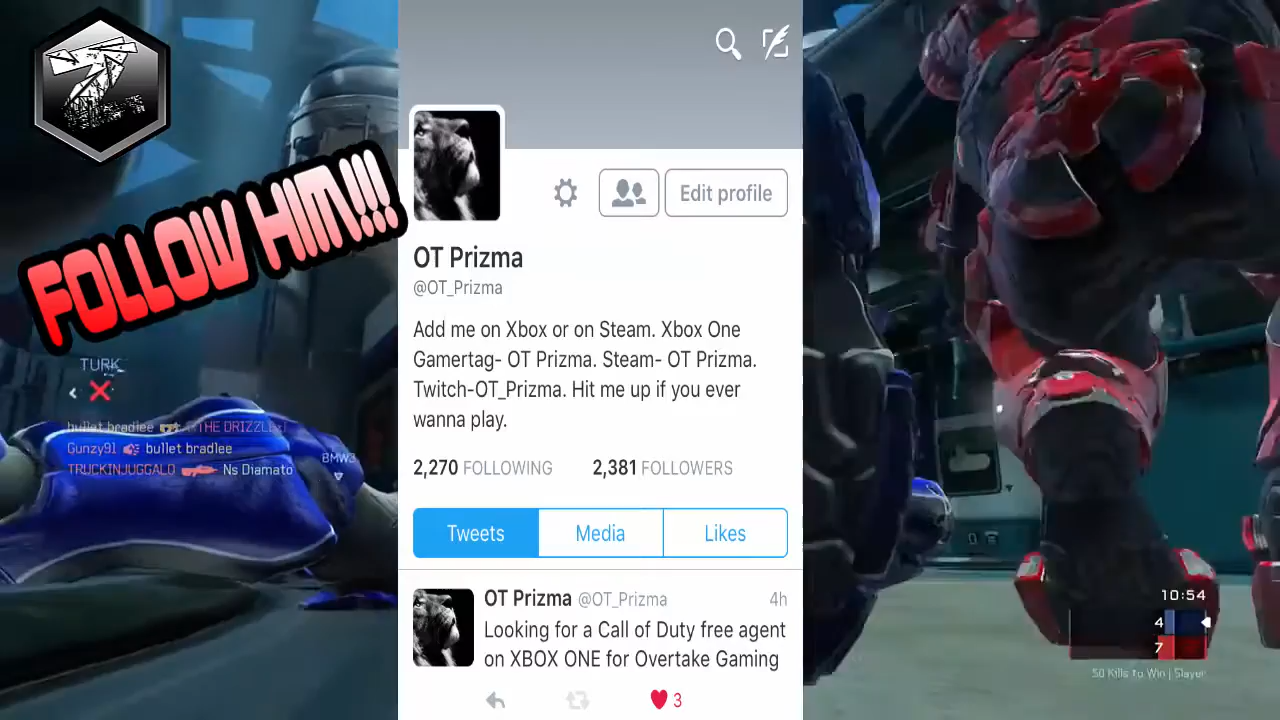 FOLLOW HIM!!!
TURK
bullet bradlee THE DRIZZLE
Gunzy91 bullet bradlee
TRUCKINJUGGALO Ns Diamato
BMW3
Edit profile
OT Prizma
@OT_Prizma
Add me on Xbox or on Steam. Xbox One
Gamertag- OT Prizma. Steam- OT Prizma.
Twitch-OT_Prizma. Hit me up if you ever
wanna play.
2,270 FOLLOWING 2,381 FOLLOWERS
Tweets Media Likes
OT Prizma @OT_Prizma 4h
Looking for a Call of Duty free agent
on XBOX ONE for Overtake Gaming
3
10:54
4
7
50 Kills to Win | Slayer